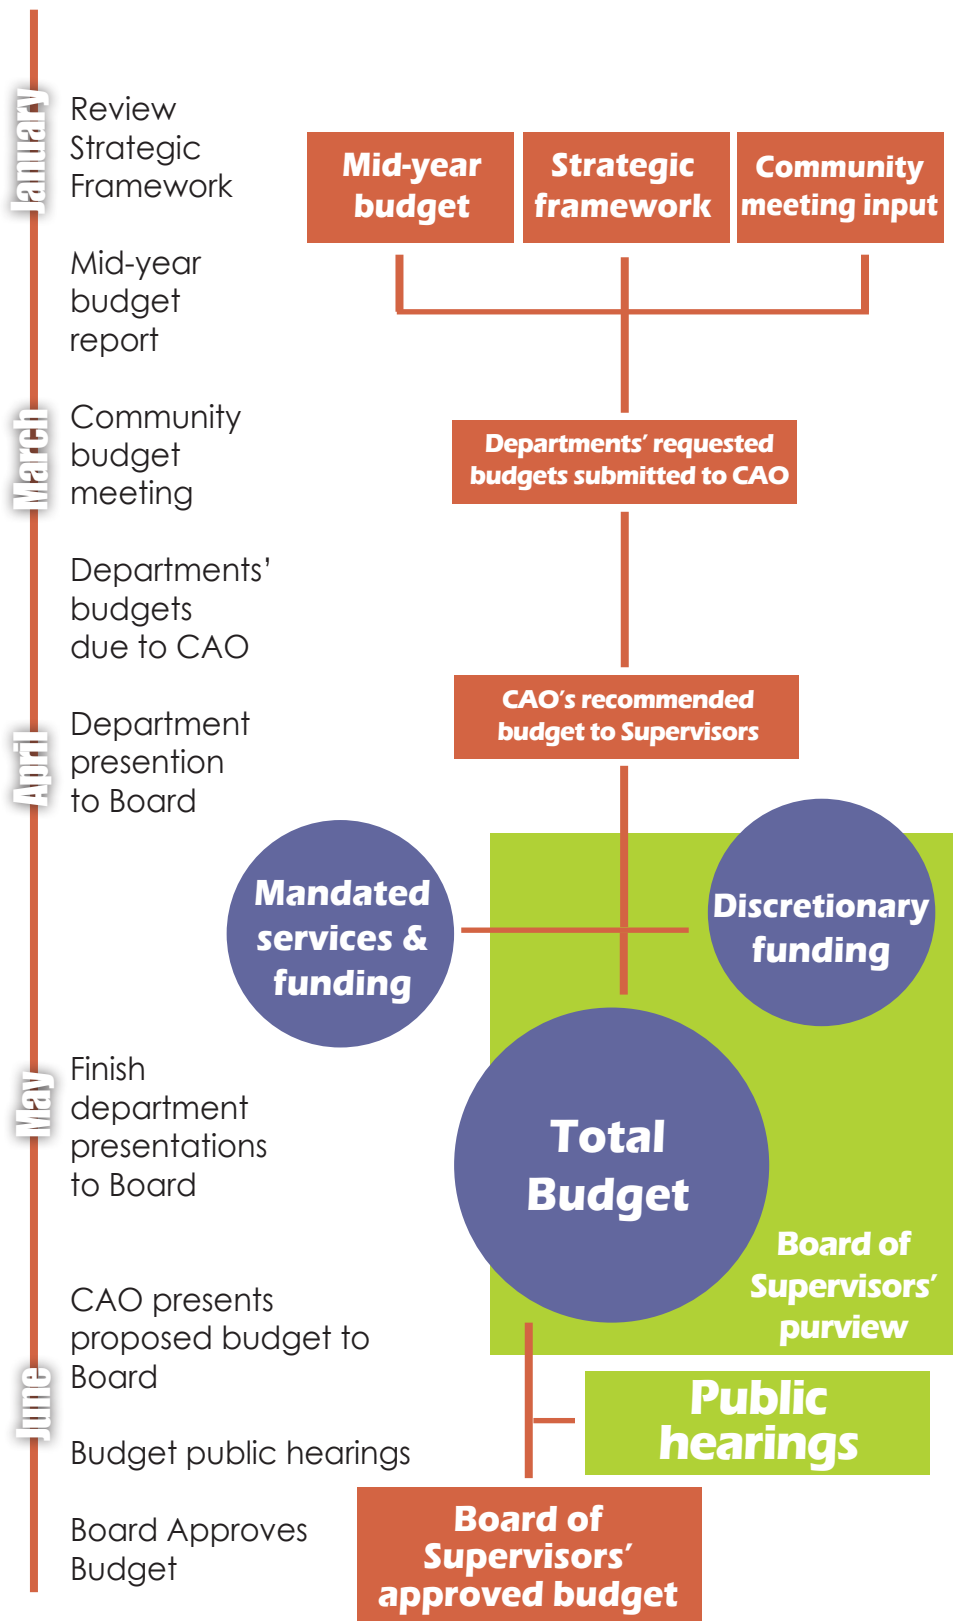 January
Review
Strategic
Framework
Mid-year
budget
report
March
Community
budget
meeting
Departments’
budgets
due to CAO
April
Department
presention
to Board
May
Finish
department
presentations
to Board
CAO presents
proposed budget to
Board
June
Budget public hearings
Board Approves
Budget
Mid-year
budget
Strategic
framework
Community
meeting input
Departments’ requested
budgets submitted to CAO
CAO’s recommended
budget to Supervisors
Mandated
services &
funding
Discretionary
funding
Total
Budget
Board of
Supervisors’
purview
Public
hearings
Board of
Supervisors’
approved budget